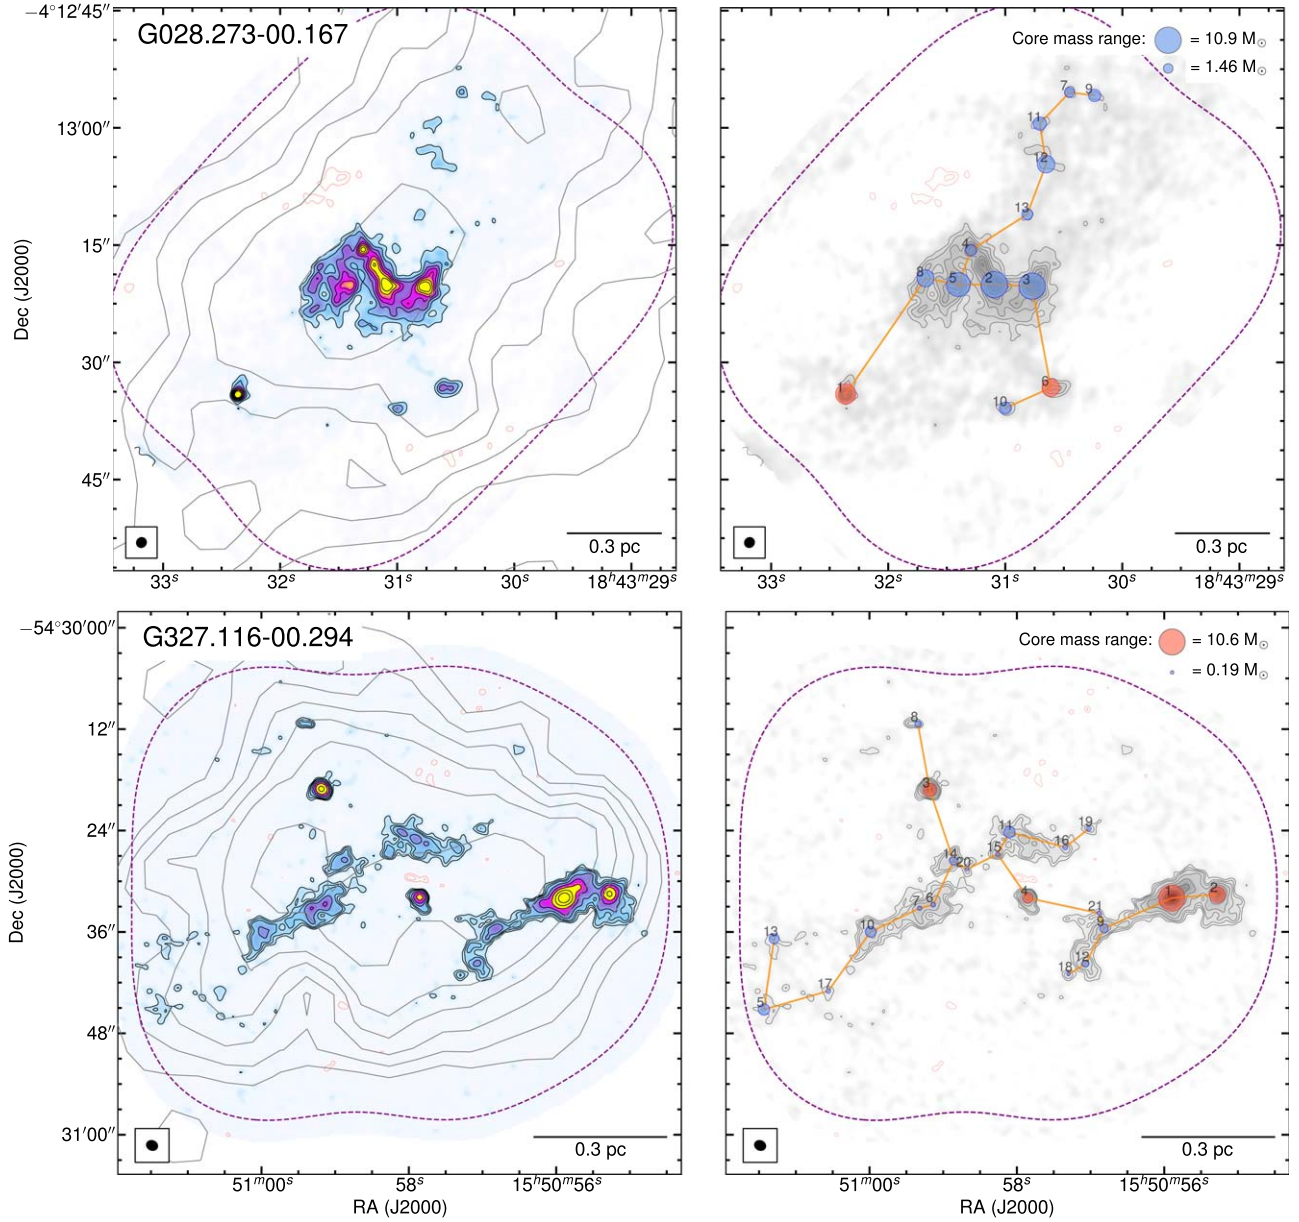 G028.273-00.167
−4°12′45″
13′00″
15″
30″
45″
Dec (J2000)
33ˢ
32ˢ
31ˢ
30ˢ
18ʰ43ᵐ29ˢ
0.3 pc
Core mass range:
= 10.9 M☉
= 1.46 M☉
7
9
11
12
13
4
8
5
2
3
1
6
10
33ˢ
32ˢ
31ˢ
30ˢ
18ʰ43ᵐ29ˢ
0.3 pc
G327.116-00.294
−54°30′00″
12″
24″
36″
48″
31′00″
Dec (J2000)
51ᵐ00ˢ
58ˢ
15ʰ50ᵐ56ˢ
RA (J2000)
0.3 pc
Core mass range:
= 10.6 M☉
= 0.19 M☉
8
3
11
19
16
15
14
20
4
7
6
21
1
2
9
10
13
12
18
17
5
51ᵐ00ˢ
58ˢ
15ʰ50ᵐ56ˢ
RA (J2000)
0.3 pc